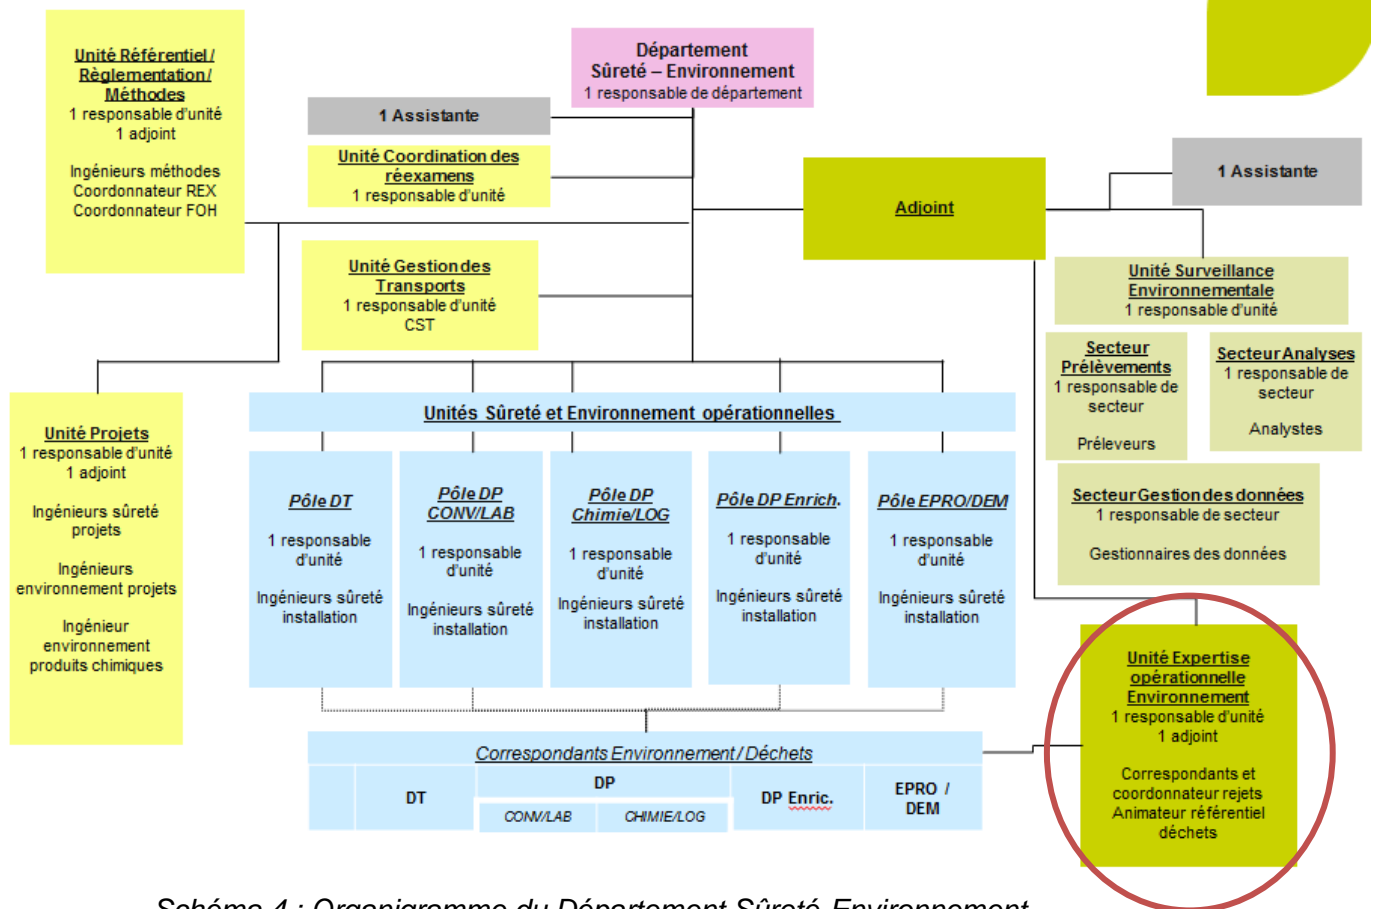 Unité Référentiel /
Règlementation /
Méthodes
1 responsable d'unité
1 adjoint
Ingénieurs méthodes
Coordonnateur REX
Coordonnateur FOH
Département
Sûreté – Environnement
1 responsable de département
1 Assistante
Unité Coordination des
réexamens
1 responsable d'unité
Adjoint
1 Assistante
Unité Gestion des
Transports
1 responsable d'unité
CST
Unité Surveillance
Environnementale
1 responsable d'unité
Secteur
Prélèvements
1 responsable de
secteur
Préleveurs
Secteur Analyses
1 responsable de
secteur
Analystes
Secteur Gestion des données
1 responsable de secteur
Gestionnaires des données
Unité Projets
1 responsable d'unité
1 adjoint
Ingénieurs sûreté
projets
Ingénieurs
environnement projets
Ingénieur
environnement
produits chimiques
Unités Sûreté et Environnement opérationnelles
Pôle DT
1 responsable
d'unité
Ingénieurs sûreté
installation
Pôle DP
CONV/LAB
1 responsable
d'unité
Ingénieurs sûreté
installation
Pôle DP
Chimie/LOG
1 responsable
d'unité
Ingénieurs sûreté
installation
Pôle DP Enrich.
1 responsable
d'unité
Ingénieurs sûreté
installation
Pôle EPRO/DEM
1 responsable
d'unité
Ingénieurs sûreté
installation
Unité Expertise
opérationnelle
Environnement
1 responsable d'unité
1 adjoint
Correspondants et
coordonnateur rejets
Animateur référentiel
déchets
Correspondants Environnement / Déchets
DT
DP
CONV/LAB
CHIMIE/LOG
DP Enric.
EPRO /
DEM
Schéma 4 : Organigramme du Département Sûreté-Environnement